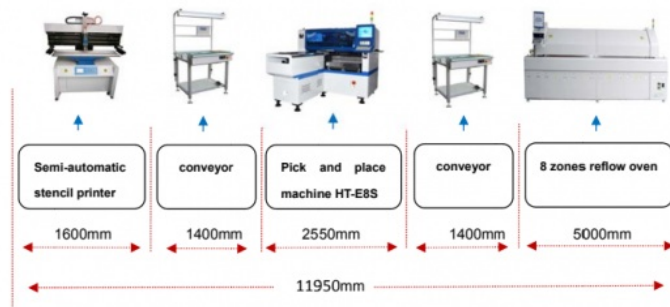 Semi-automatic
stencil printer
conveyor
Pick and place
machine HT-E8S
conveyor
8 zones reflow oven
1600mm
1400mm
2550mm
1400mm
5000mm
11950mm